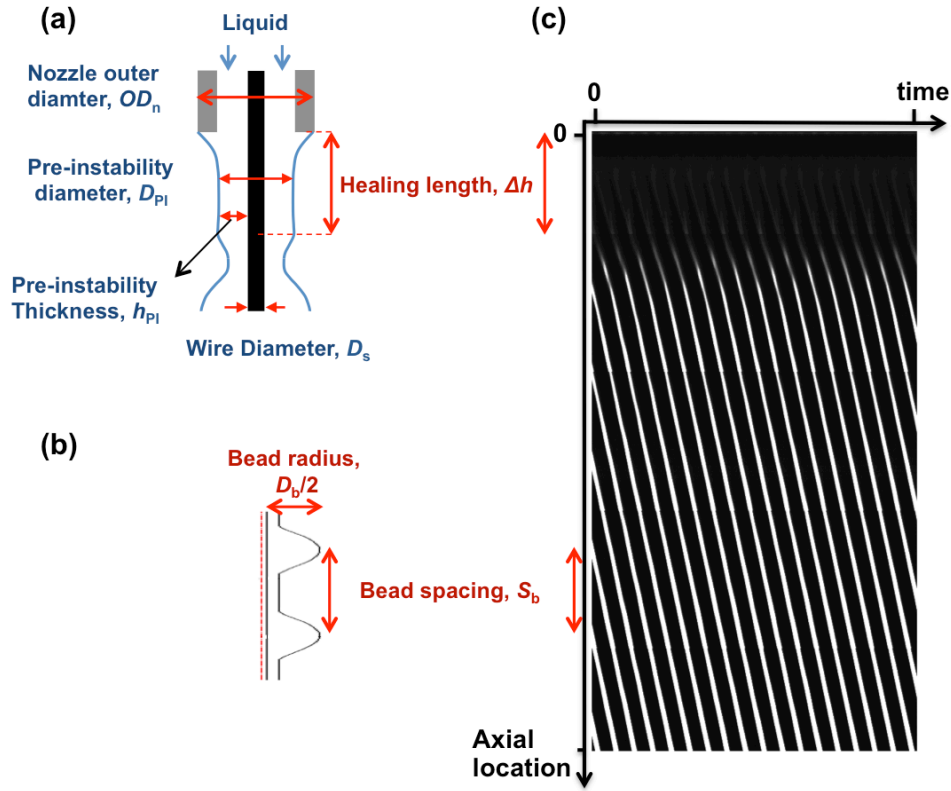 (a)
Liquid
Nozzle outer
diamter, ODn
Pre-instability
diameter, DPI
Healing length, Δh
Pre-instability
Thickness, hPI
Wire Diameter, Ds
(b)
Bead radius,
Db/2
Bead spacing, Sb
(c)
0
time
0
Axial
location